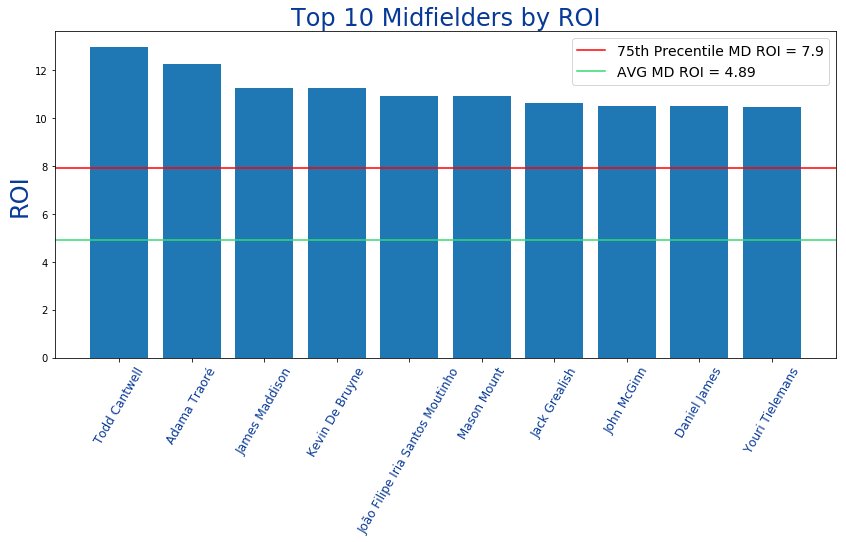 Top 10 Midfielders by ROI
75th Precentile MD ROI = 7.9
AVG MD ROI = 4.89
ROI
12
10
8
6
4
2
0
Todd Cantwell
Adama Traoré
James Maddison
Kevin De Bruyne
João Filipe Iria Santos Moutinho
Mason Mount
Jack Grealish
John McGinn
Daniel James
Youri Tielemans